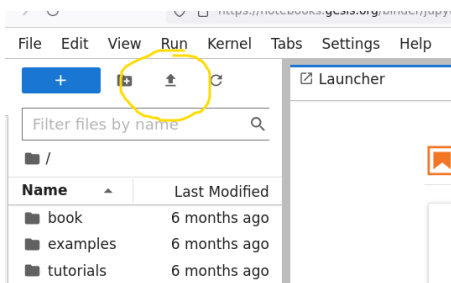 https://notebooks.gesis.org/binder/jupy
File Edit View Run Kernel Tabs Settings Help
+
Launcher
Filter files by name
/
Name Last Modified
book 6 months ago
examples 6 months ago
tutorials 6 months ago